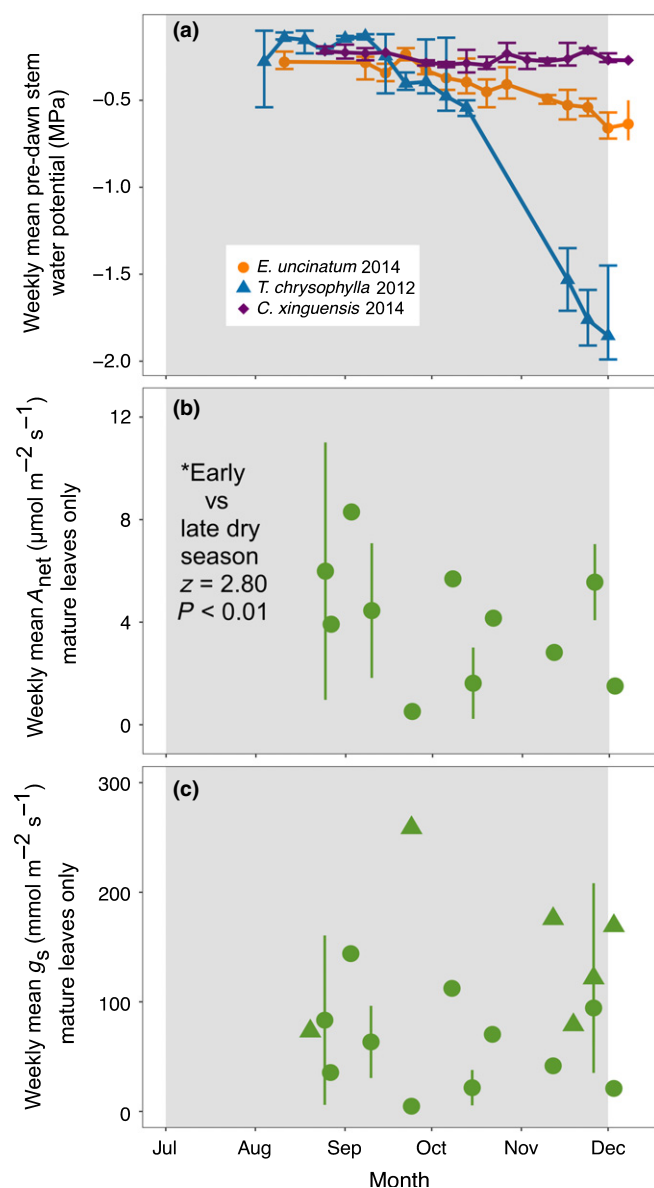 (a)
Weekly mean pre-dawn stem
water potential (MPa)
−0.5
−1.0
−1.5
−2.0
E. uncinatum 2014
T. chrysophylla 2012
C. xinguensis 2014
(b)
Weekly mean Anet (μmol m−2 s−1)
mature leaves only
12
8
4
0
*Early
vs
late dry
season
z = 2.80
P < 0.01
(c)
Weekly mean gs (mmol m−2 s−1)
mature leaves only
300
200
100
0
Jul Aug Sep Oct Nov Dec
Month